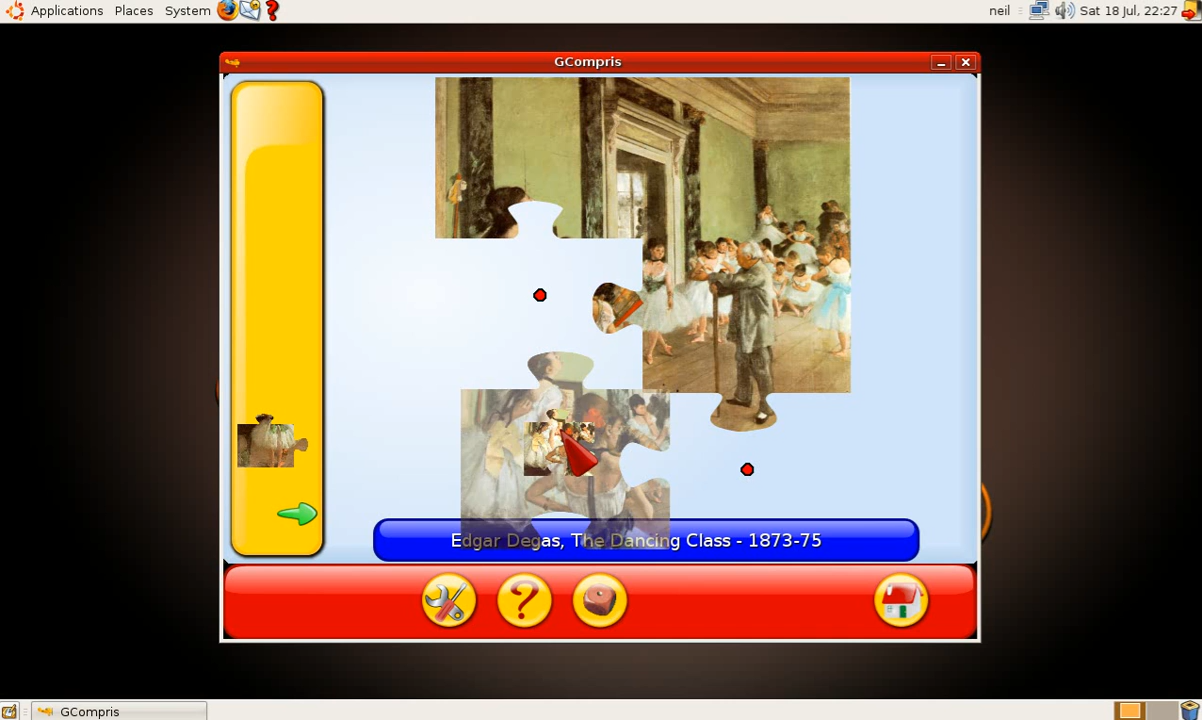 Applications Places System
neil Sat 18 Jul, 22:27
GCompris
Edgar Degas, The Dancing Class - 1873-75
GCompris